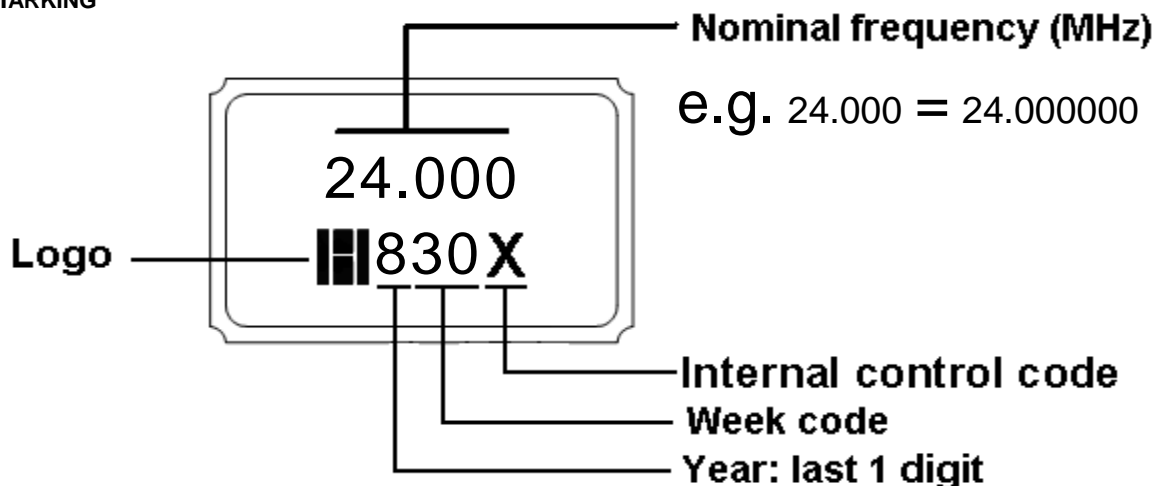 Nominal frequency (MHz)
e.g. 24.000 = 24.000000
24.000
Logo
830X
Internal control code
Week code
Year: last 1 digit